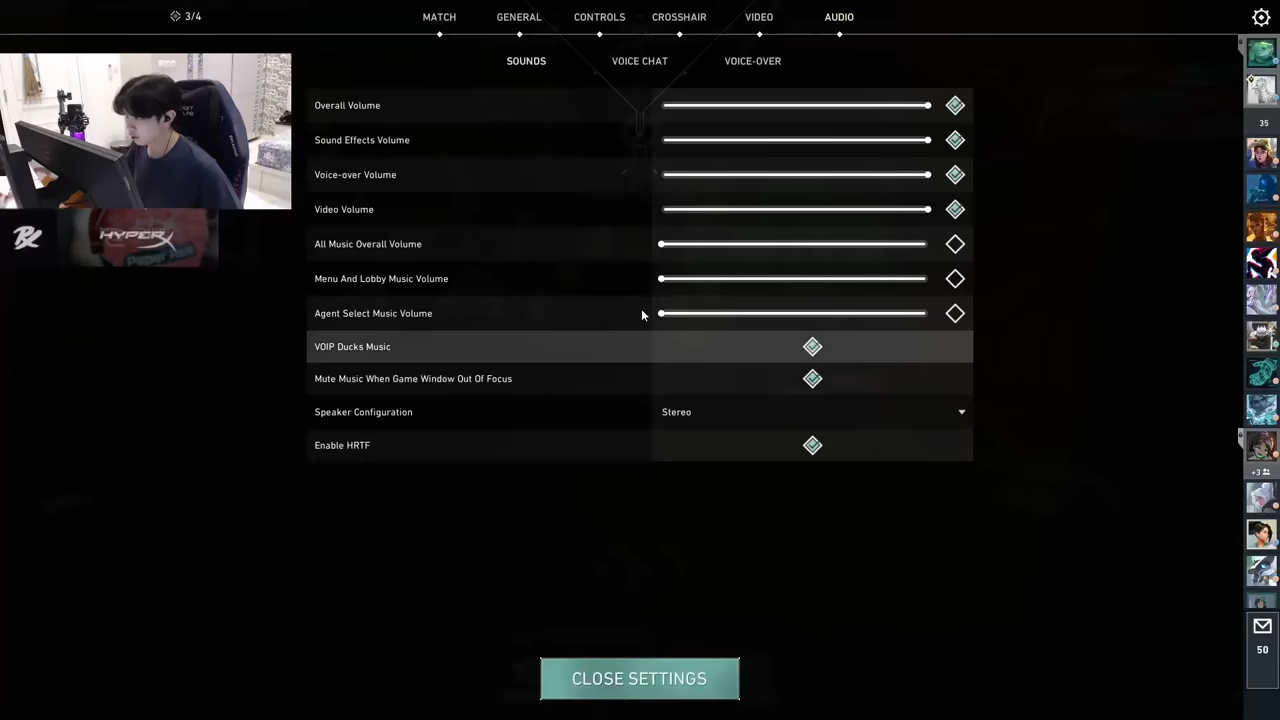 3/4
MATCH GENERAL CONTROLS CROSSHAIR VIDEO AUDIO
SOUNDS VOICE CHAT VOICE-OVER
Overall Volume
Sound Effects Volume
Voice-over Volume
Video Volume
All Music Overall Volume
Menu And Lobby Music Volume
Agent Select Music Volume
VOIP Ducks Music
Mute Music When Game Window Out Of Focus
Speaker Configuration Stereo
Enable HRTF
CLOSE SETTINGS
HYPERX
35
+3
50